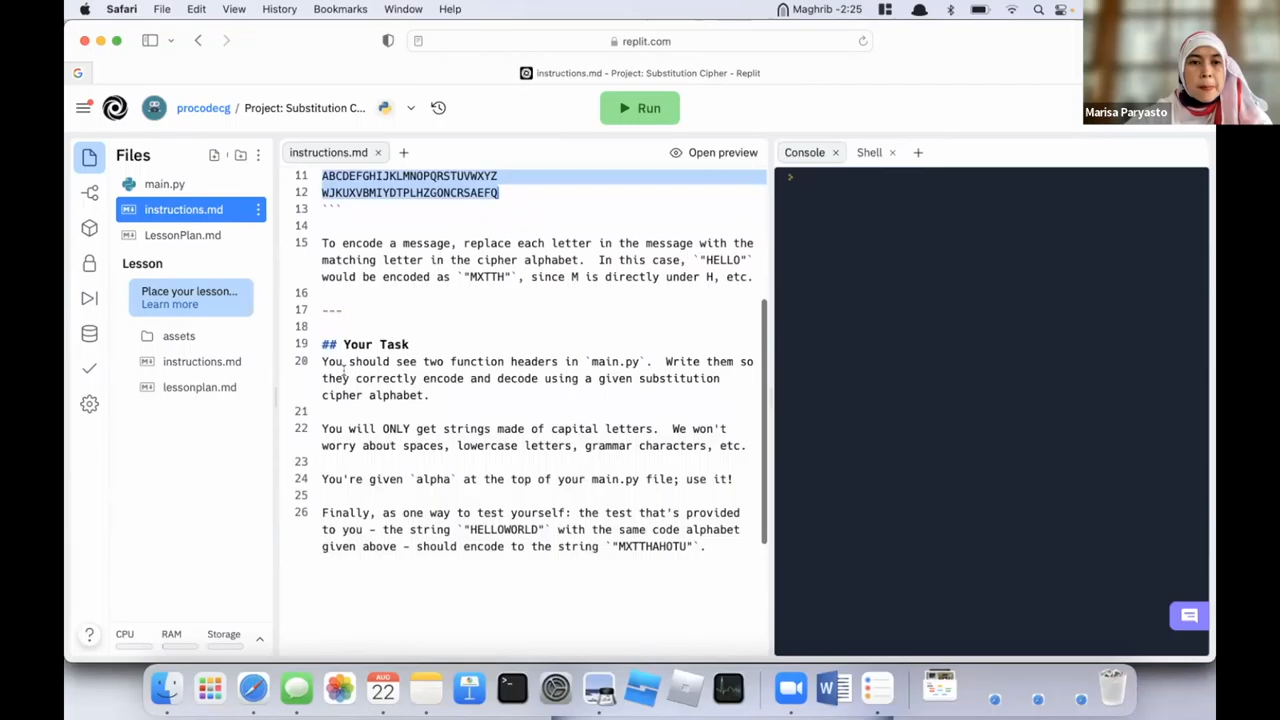 Safari File Edit View History Bookmarks Window Help Maghrib -2:25
replit.com
instructions.md - Project: Substitution Cipher - Replit
procodecg / Project: Substitution C... Run
Marisa Paryasto
Files
main.py
instructions.md
LessonPlan.md
Lesson
Place your lesson...
Learn more
assets
instructions.md
lessonplan.md
CPU RAM Storage
instructions.md × + Open preview
11 ABCDEFGHIJKLMNOPQRSTUVWXYZ
12 WJKUXVBMIYDTPLHZGONCRSAEFQ
13 ```
14
15 To encode a message, replace each letter in the message with the
matching letter in the cipher alphabet.  In this case, `"HELLO"`
would be encoded as `"MXTTH"`, since M is directly under H, etc.
16
17 ---
18
19 ## Your Task
20 You should see two function headers in `main.py`.  Write them so
they correctly encode and decode using a given substitution
cipher alphabet.
21
22 You will ONLY get strings made of capital letters.  We won't
worry about spaces, lowercase letters, grammar characters, etc.
23
24 You're given `alpha` at the top of your main.py file; use it!
25
26 Finally, as one way to test yourself: the test that's provided
to you - the string `"HELLOWORLD"` with the same code alphabet
given above - should encode to the string `"MXTTHAHOTU"`.
Console × Shell × +
>
?
AUG
22